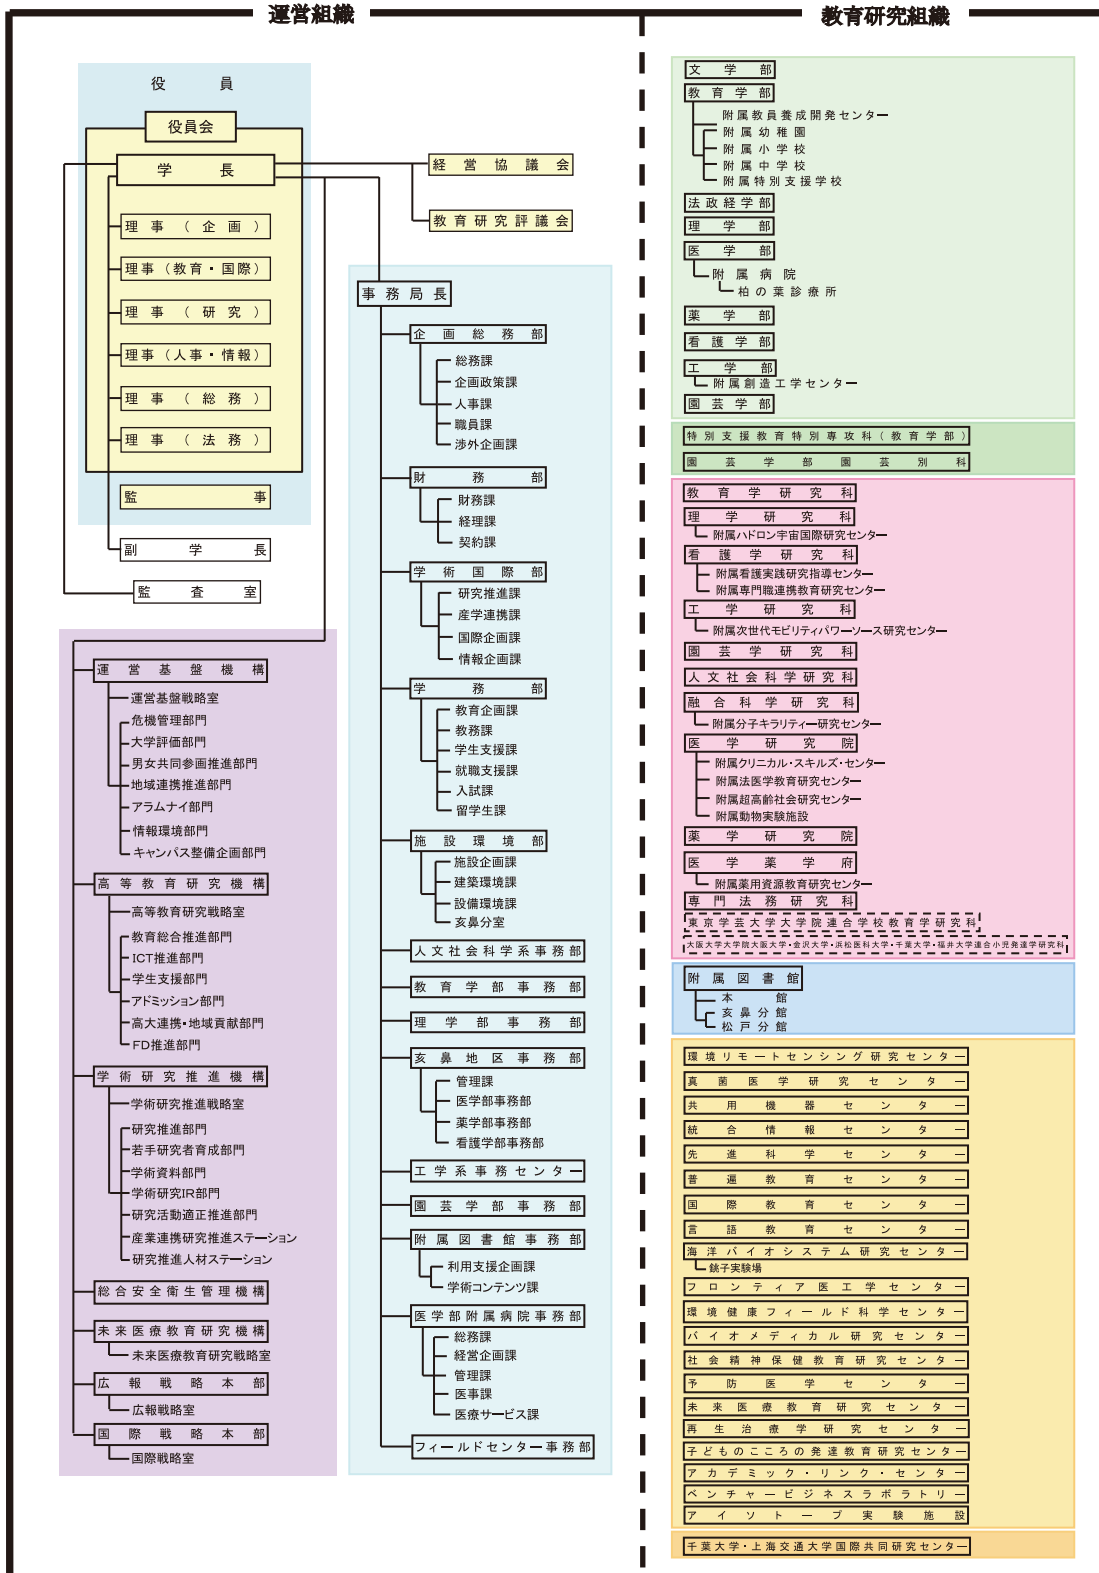 運営組織
役員
役員会
学長
理事（企画）
理事（教育・国際）
理事（研究）
理事（人事・情報）
理事（総務）
理事（法務）
監事
副学長
監査室
経営協議会
教育研究評議会
運営基盤機構
運営基盤戦略室
危機管理部門
大学評価部門
男女共同参画推進部門
地域連携推進部門
アラムナイ部門
情報環境部門
キャンパス整備企画部門
高等教育研究機構
高等教育研究戦略室
教育総合推進部門
ICT推進部門
学生支援部門
アドミッション部門
高大連携・地域貢献部門
FD推進部門
学術研究推進機構
学術研究推進戦略室
研究推進部門
若手研究者育成部門
学術資料部門
学術研究IR部門
研究活動適正推進部門
産業連携研究推進ステーション
研究推進人材ステーション
総合安全衛生管理機構
未来医療教育研究機構
未来医療教育研究戦略室
広報戦略本部
広報戦略室
国際戦略本部
国際戦略室
事務局長
企画総務部
総務課
企画政策課
人事課
職員課
渉外企画課
財務部
財務課
経理課
契約課
学術国際部
研究推進課
産学連携課
国際企画課
情報企画課
学務部
教育企画課
教務課
学生支援課
就職支援課
入試課
留学生課
施設環境部
施設企画課
建築環境課
設備環境課
亥鼻分室
人文社会科学系事務部
教育学部事務部
理学部事務部
亥鼻地区事務部
管理課
医学部事務部
薬学部事務部
看護学部事務部
工学系事務センター
園芸学部事務部
附属図書館事務部
利用支援企画課
学術コンテンツ課
医学部附属病院事務部
総務課
経営企画課
管理課
医事課
医療サービス課
フィールドセンター事務部
教育研究組織
文学部
教育学部
附属教員養成開発センター
附属幼稚園
附属小学校
附属中学校
附属特別支援学校
法政経学部
理学部
医学部
附属病院
柏の葉診療所
薬学部
看護学部
工学部
附属創造工学センター
園芸学部
特別支援教育特別専攻科（教育学部）
園芸学部園芸別科
教育学研究科
理学研究科
附属ハドロン宇宙国際研究センター
看護学研究科
附属看護実践研究指導センター
附属専門職連携教育研究センター
工学研究科
附属次世代モビリティパワーソース研究センター
園芸学研究科
人文社会科学研究科
融合科学研究科
附属分子キラリティー研究センター
医学研究院
附属クリニカル・スキルズ・センター
附属法医学教育研究センター
附属超高齢社会研究センター
附属動物実験施設
薬学研究院
医学薬学府
附属薬用資源教育研究センター
専門法務研究科
東京学芸大学大学院連合学校教育学研究科
大阪大学大学院大阪大学・金沢大学・浜松医科大学・千葉大学・福井大学連合小児発達学研究科
附属図書館
本館
亥鼻分館
松戸分館
環境リモートセンシング研究センター
真菌医学研究センター
共用機器センター
統合情報センター
先進科学センター
普遍教育センター
国際教育センター
言語教育センター
海洋バイオシステム研究センター
銚子実験場
フロンティア医工学センター
環境健康フィールド科学センター
バイオメディカル研究センター
社会精神保健教育研究センター
予防医学センター
未来医療教育研究センター
再生治療学研究センター
子どものこころの発達教育研究センター
アカデミック・リンク・センター
ベンチャービジネスラボラトリー
アイソトープ実験施設
千葉大学・上海交通大学国際共同研究センター